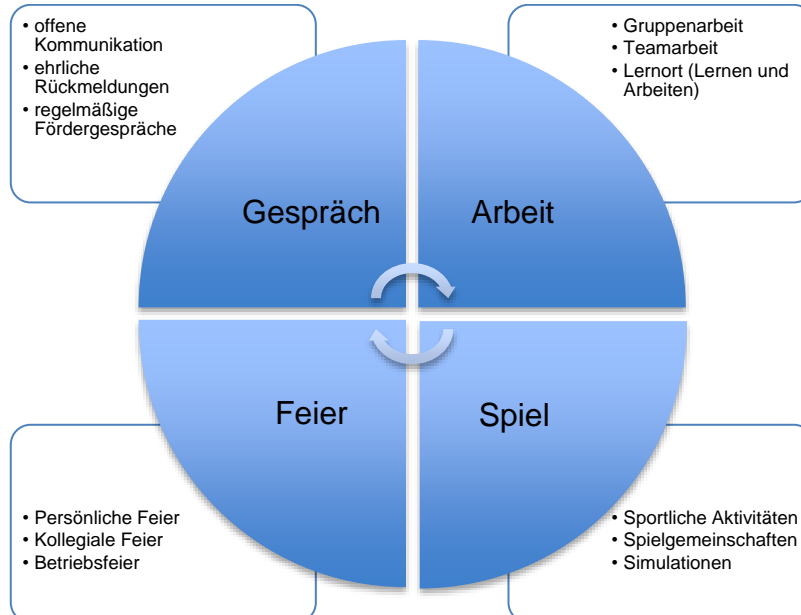 • offene
Kommunikation
• ehrliche
Rückmeldungen
• regelmäßige
Fördergespräche
• Gruppenarbeit
• Teamarbeit
• Lernort (Lernen und
Arbeiten)
Gespräch
Arbeit
Feier
Spiel
• Persönliche Feier
• Kollegiale Feier
• Betriebsfeier
• Sportliche Aktivitäten
• Spielgemeinschaften
• Simulationen